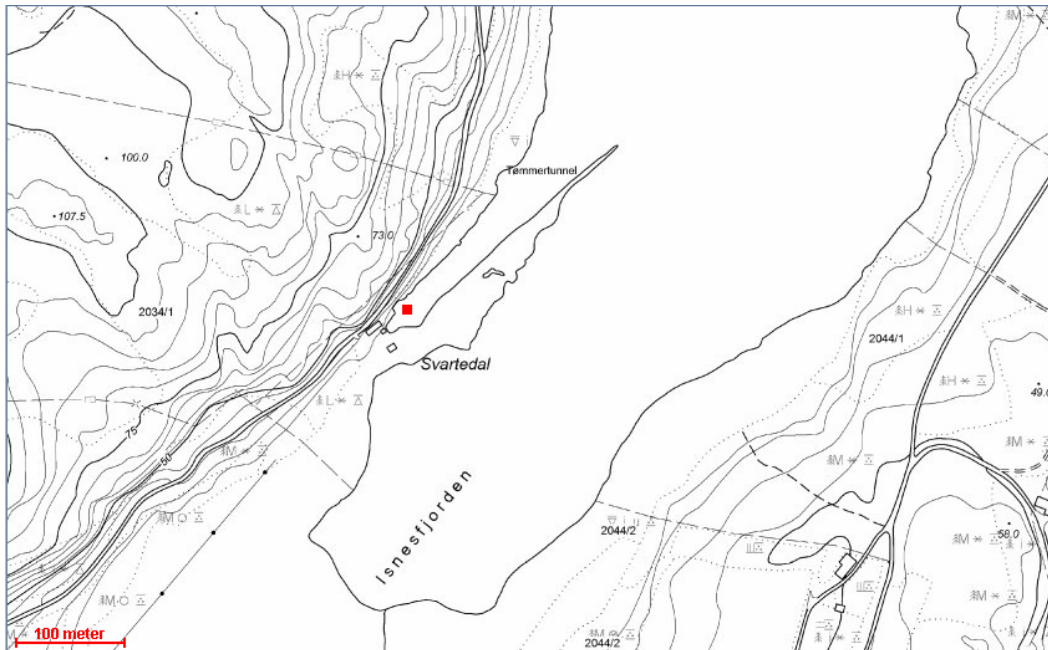 100.0
107.5
73.0
Tømmertunnel
2034/1
Svartedal
75
50
Isnesfjorden
2044/1
49.0
58.0
2044/2
2044/2
100 meter
H
L
L
M
M
M
M
H
H
M
M
M
M